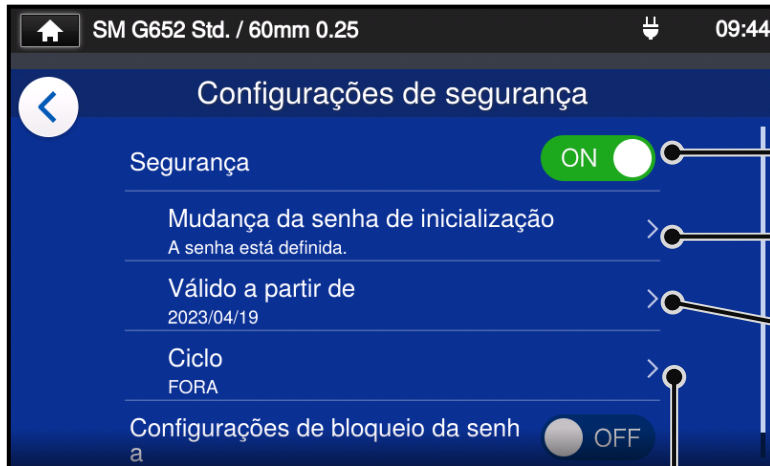 SM G652 Std. / 60mm 0.25 09:44
Configurações de segurança
Segurança ON
Mudança da senha de inicialização
A senha está definida.
Válido a partir de
2023/04/19
Ciclo
FORA
Configurações de bloqueio da senh
a OFF